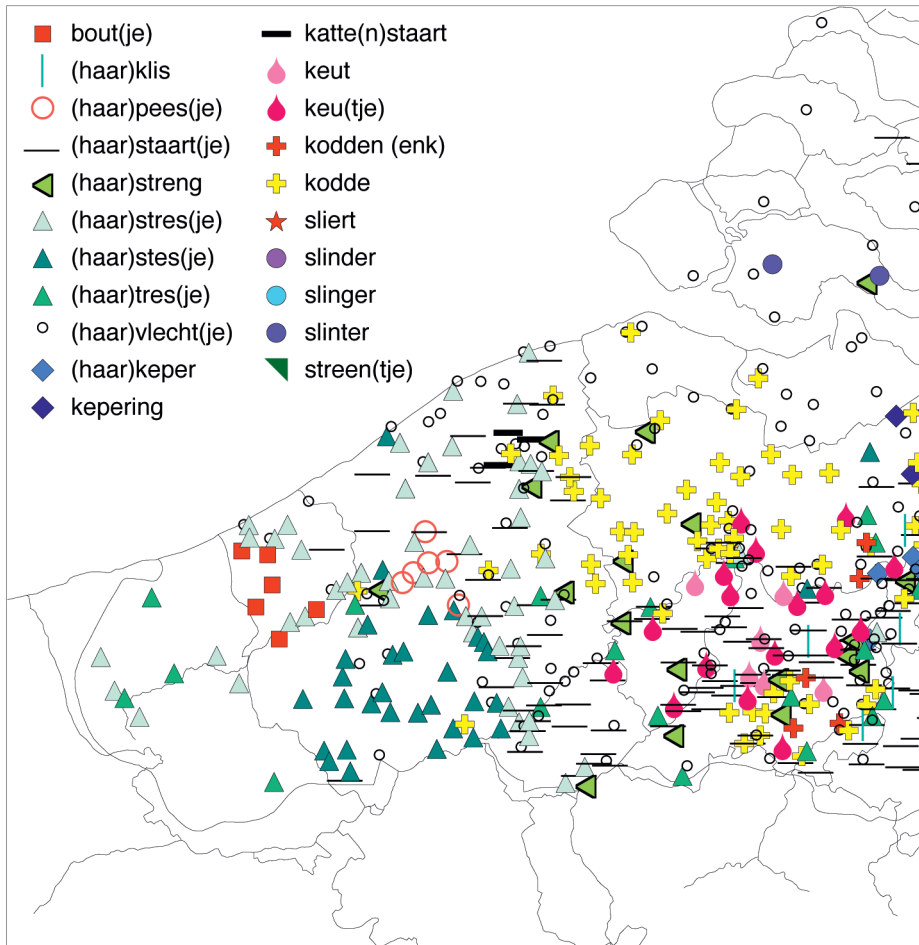 bout(je)
(haar)klis
(haar)pees(je)
(haar)staart(je)
(haar)streng
(haar)stres(je)
(haar)stes(je)
(haar)tres(je)
(haar)vlecht(je)
(haar)keper
kepering
katte(n)staart
keut
keu(tje)
kodden (enk)
kodde
sliert
slinder
slinger
slinter
streen(tje)